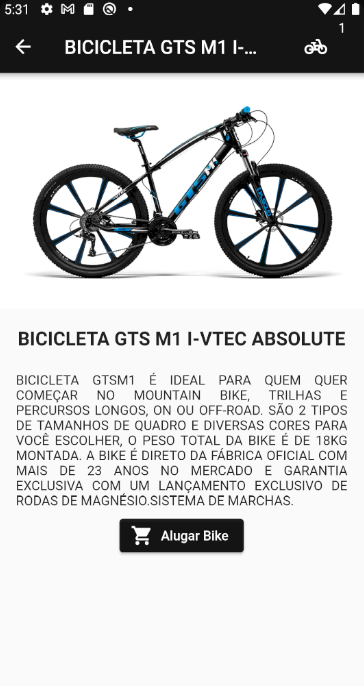 5:31
BICICLETA GTS M1 I-...
1
GTS M1
BICICLETA GTS M1 I-VTEC ABSOLUTE
BICICLETA GTSM1 É IDEAL PARA QUEM QUER
COMEÇAR NO MOUNTAIN BIKE, TRILHAS E
PERCURSOS LONGOS, ON OU OFF-ROAD. SÃO 2 TIPOS
DE TAMANHOS DE QUADRO E DIVERSAS CORES PARA
VOCÊ ESCOLHER, O PESO TOTAL DA BIKE É DE 18KG
MONTADA. A BIKE É DIRETO DA FÁBRICA OFICIAL COM
MAIS DE 23 ANOS NO MERCADO E GARANTIA
EXCLUSIVA COM UM LANÇAMENTO EXCLUSIVO DE
RODAS DE MAGNÉSIO.SISTEMA DE MARCHAS.
Alugar Bike